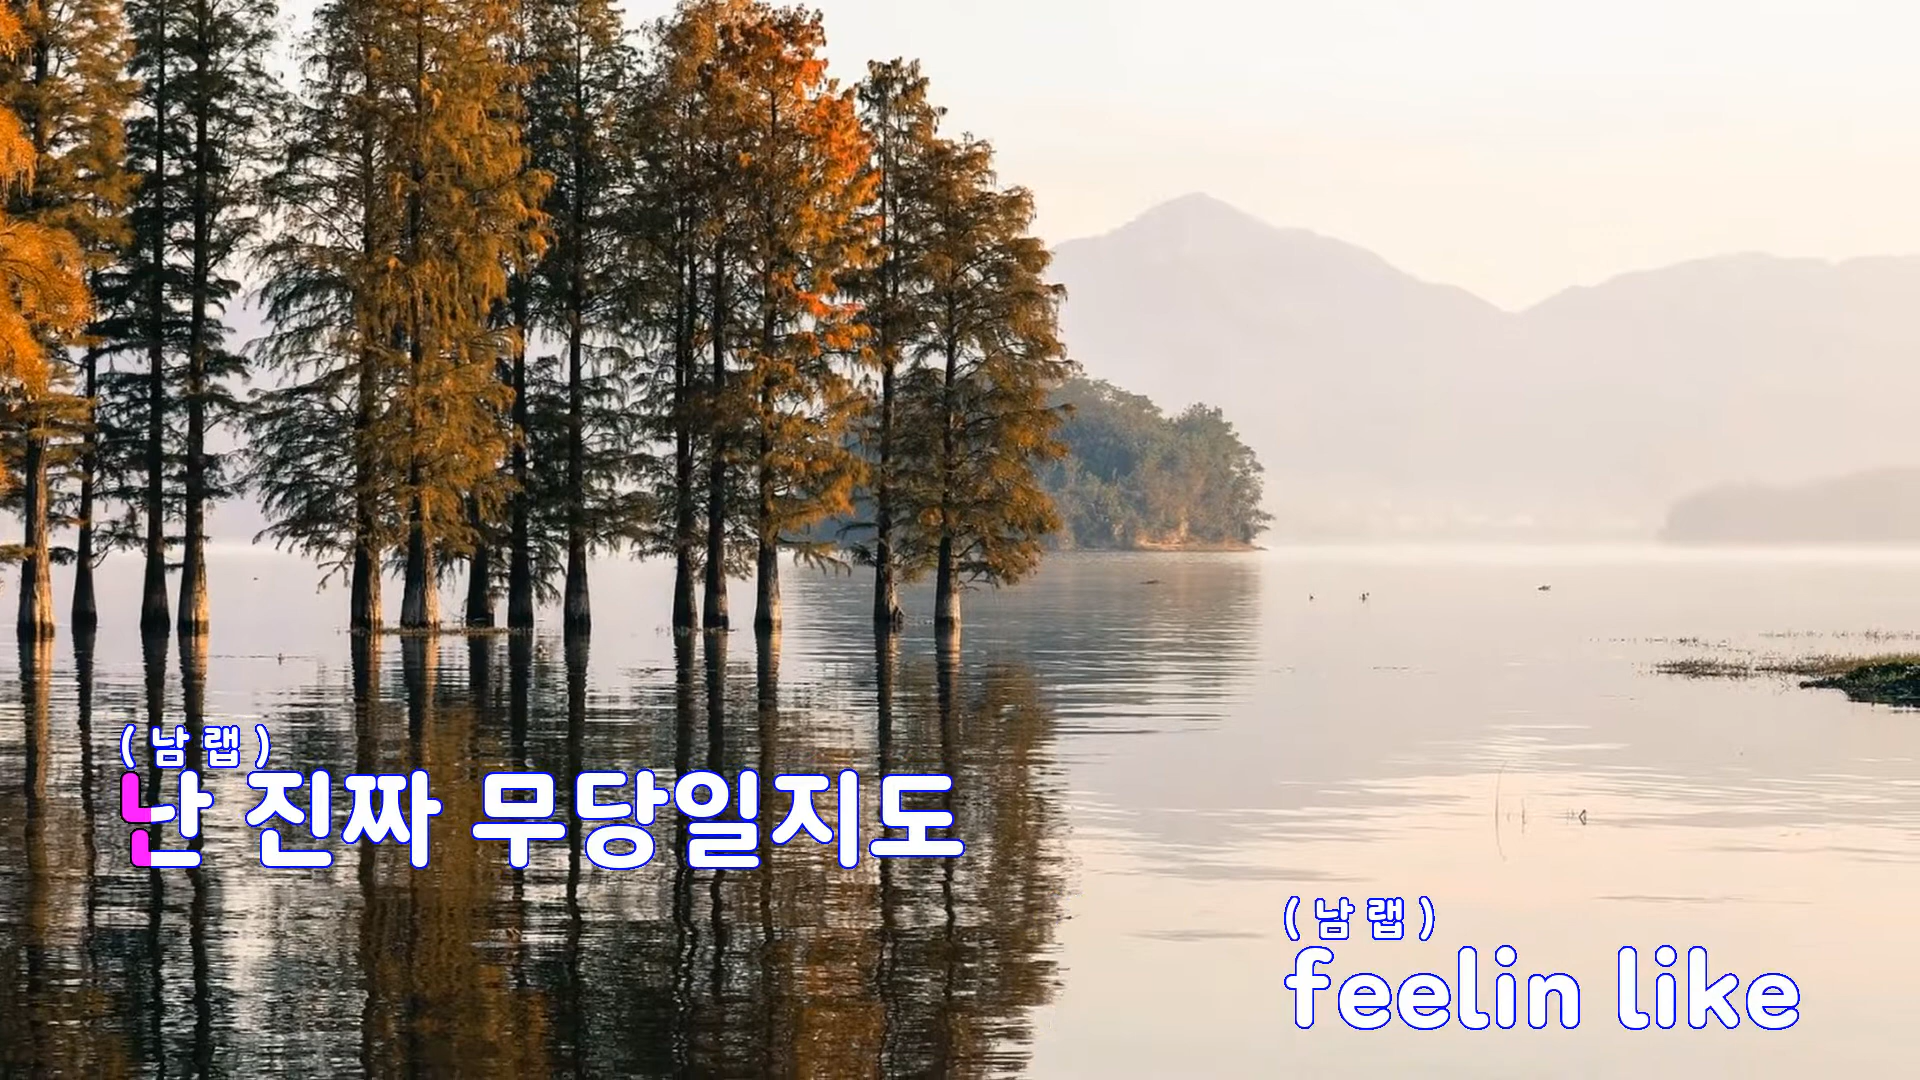 ( 남 랩 )
난 진짜 무당일지도
( 남 랩 )
feelin like